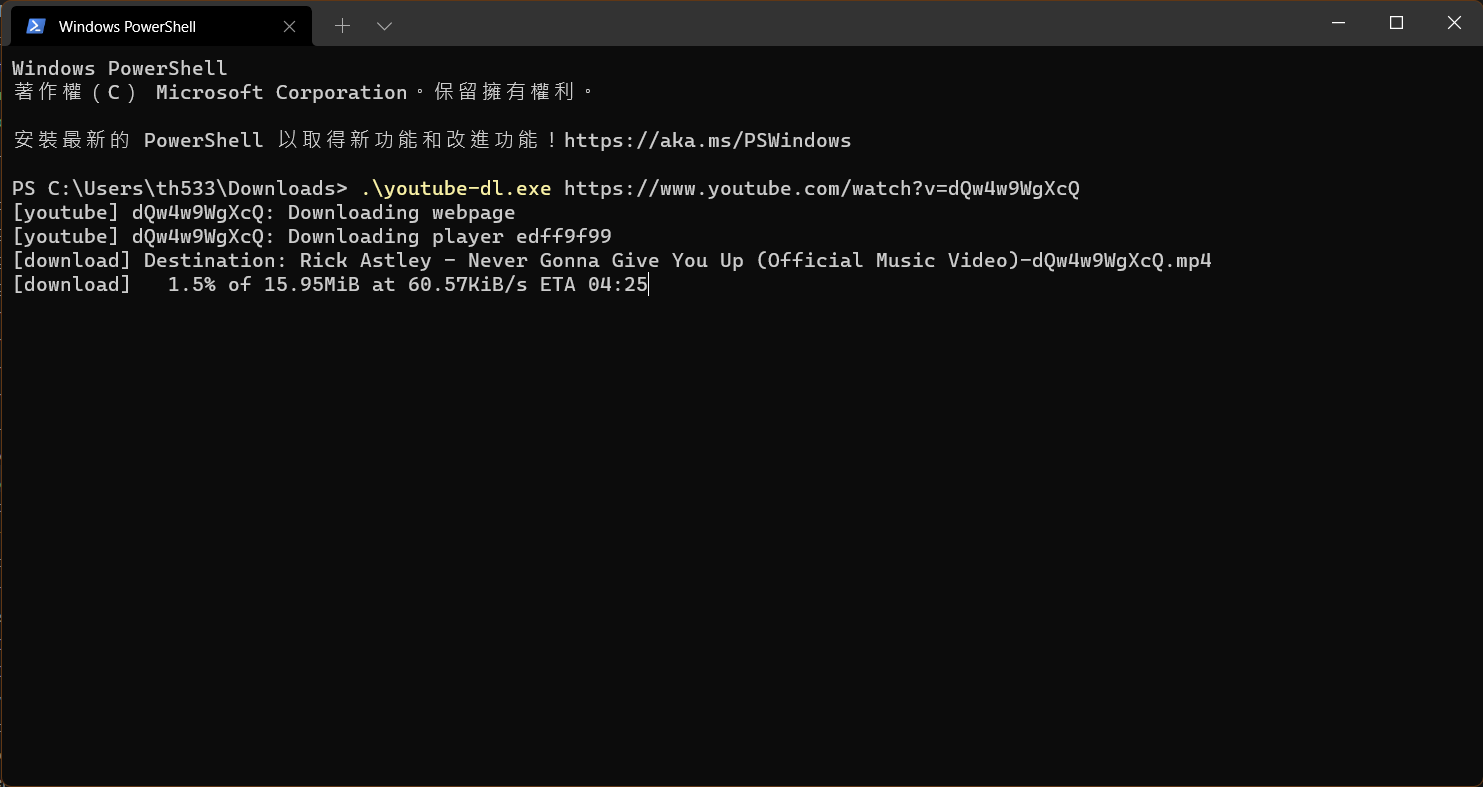 Windows PowerShell
Windows PowerShell
著作權（C） Microsoft Corporation。保留擁有權利。
安裝最新的 PowerShell 以取得新功能和改進功能！https://aka.ms/PSWindows
PS C:\Users\th533\Downloads> .\youtube-dl.exe https://www.youtube.com/watch?v=dQw4w9WgXcQ
[youtube] dQw4w9WgXcQ: Downloading webpage
[youtube] dQw4w9WgXcQ: Downloading player edff9f99
[download] Destination: Rick Astley - Never Gonna Give You Up (Official Music Video)-dQw4w9WgXcQ.mp4
[download]   1.5% of 15.95MiB at 60.57KiB/s ETA 04:25